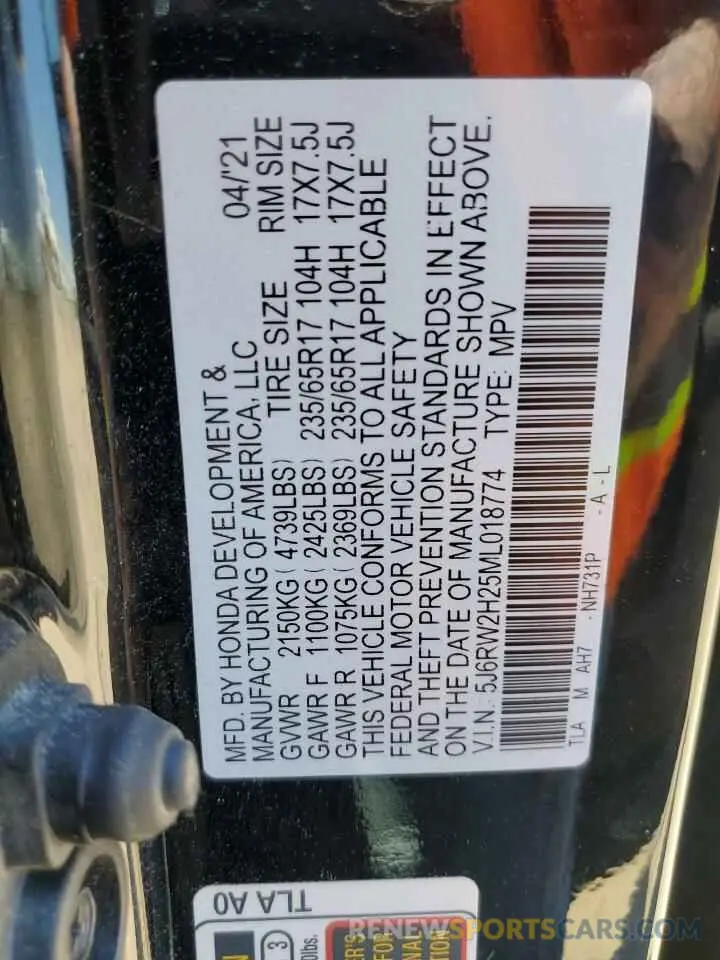 MFD. BY HONDA DEVELOPMENT & 04/'21
MANUFACTURING OF AMERICA, LLC
TIRE SIZE RIM SIZE
GVWR 2150KG ( 4739LBS)
GAWR F 1100KG ( 2425LBS) 235/65R17 104H 17X7.5J
GAWR R 1075KG ( 2369LBS) 235/65R17 104H 17X7.5J
THIS VEHICLE CONFORMS TO ALL APPLICABLE
FEDERAL MOTOR VEHICLE SAFETY
AND THEFT PREVENTION STANDARDS IN EFFECT
ON THE DATE OF MANUFACTURE SHOWN ABOVE.
V.I.N. 5J6RW2H25ML018774 TYPE: MPV
TLA M AH7 - NH731P - A - L
TLA A0
3
0lbs.
RENEWSPORTSCARS.COM